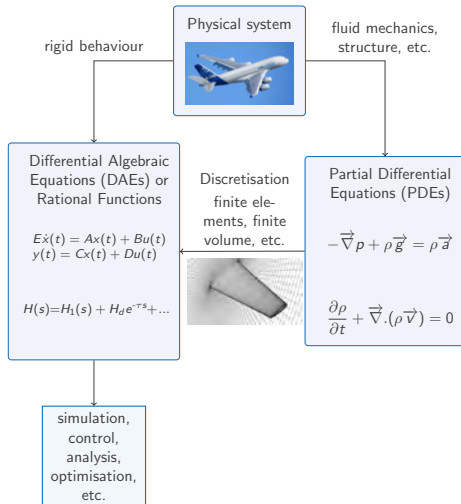 Physical system
rigid behaviour
fluid mechanics,
structure, etc.
Differential Algebraic
Equations (DAEs) or
Rational Functions
Eẋ(t) = Ax(t) + Bu(t)
y(t) = Cx(t) + Du(t)
H(s)=H₁(s) + H_d e^{-τs}+...
Discretisation
finite ele-
ments, finite
volume, etc.
Partial Differential
Equations (PDEs)
−∇⃗p + ρg⃗ = ρa⃗
∂ρ/∂t + ∇⃗.(ρv⃗) = 0
simulation,
control,
analysis,
optimisation,
etc.